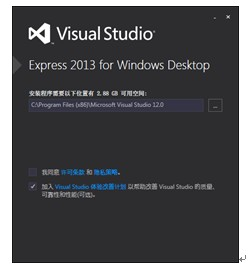 Visual Studio
Express 2013 for Windows Desktop
安装程序需要以下位置有 2.88 GB 可用空间:
C:\Program Files (x86)\Microsoft Visual Studio 12.0
...
我同意 许可条款 和 隐私策略。
加入 Visual Studio 体验改善计划 以帮助改善 Visual Studio 的质量、
可靠性和性能(可选)。